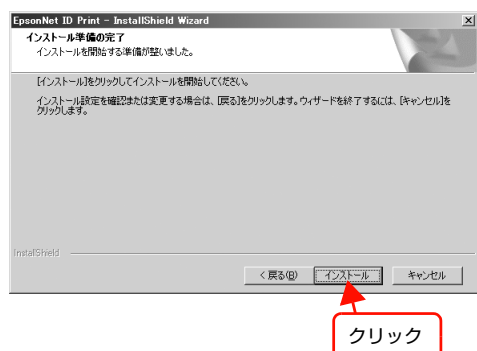 EpsonNet ID Print - InstallShield Wizard
インストール準備の完了
インストールを開始する準備が整いました。
[インストール]をクリックしてインストールを開始してください。
インストール設定を確認または変更する場合は、[戻る]をクリックします。ウィザードを終了するには、[キャンセル]を
クリックします。
InstallShield
< 戻る(B)
インストール
キャンセル
クリック